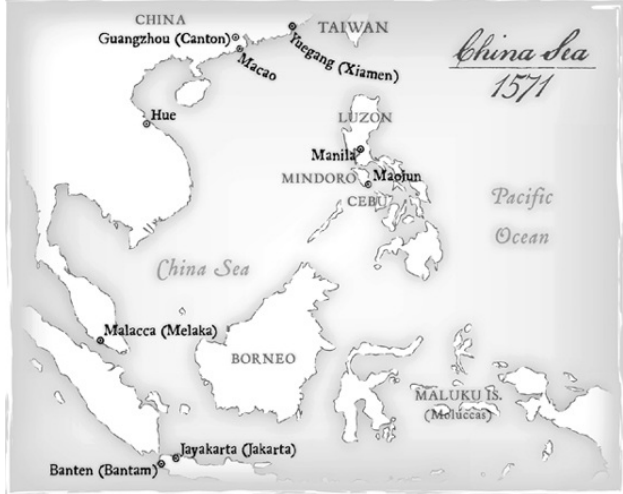 CHINA
TAIWAN
China Sea
1571
Guangzhou (Canton)
Macao
Yuegang (Xiamen)
Hue
LUZON
Manila
MINDORO
Maojun
CEBU
Pacific
Ocean
China Sea
Malacca (Melaka)
BORNEO
MALUKU IS.
(Moluccas)
Jayakarta (Jakarta)
Banten (Bantam)